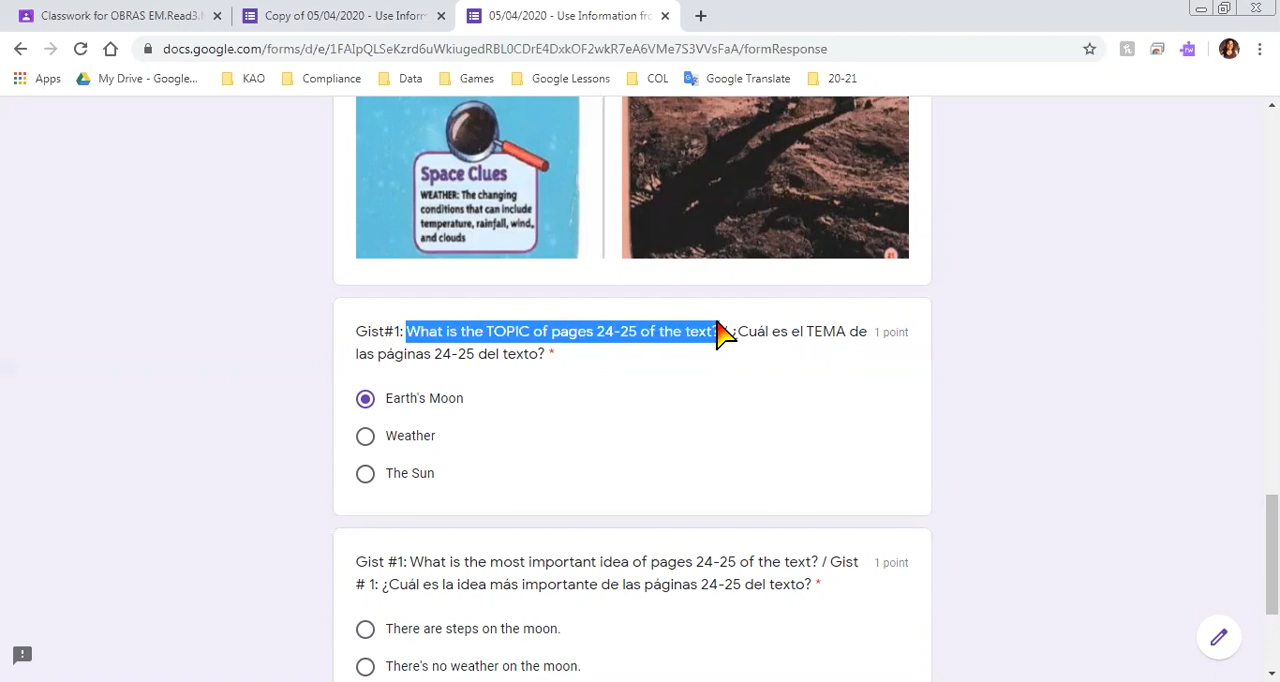 Classwork for OBRAS EM.Read3.
Copy of 05/04/2020 - Use Inform
05/04/2020 - Use Information fro
docs.google.com/forms/d/e/1FAIpQLSeKzrd6uWkiugedRBL0CDrE4DxkOF2wkR7eA6VMe7S3VVsFaA/formResponse
Apps My Drive - Google... KAO Compliance Data Games Google Lessons COL Google Translate 20-21
Space Clues
WEATHER: The changing
conditions that can include
temperature, rainfall, wind,
and clouds
Gist#1: What is the TOPIC of pages 24-25 of the text? / ¿Cuál es el TEMA de
las páginas 24-25 del texto? *
1 point
Earth's Moon
Weather
The Sun
Gist #1: What is the most important idea of pages 24-25 of the text? / Gist
# 1: ¿Cuál es la idea más importante de las páginas 24-25 del texto? *
1 point
There are steps on the moon.
There's no weather on the moon.